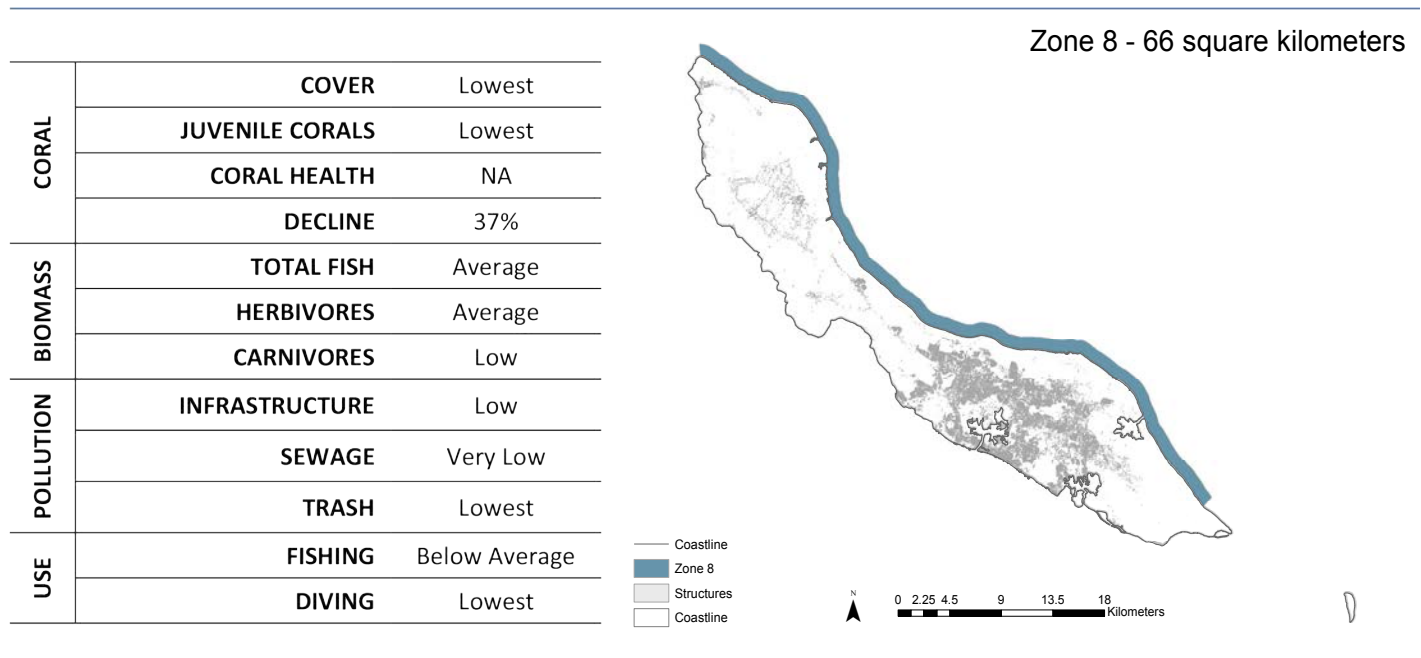 Zone 8 - 66 square kilometers
CORAL
COVER Lowest
JUVENILE CORALS Lowest
CORAL HEALTH NA
DECLINE 37%
BIOMASS
TOTAL FISH Average
HERBIVORES Average
CARNIVORES Low
POLLUTION
INFRASTRUCTURE Low
SEWAGE Very Low
TRASH Lowest
USE
FISHING Below Average
DIVING Lowest
Coastline
Zone 8
Structures
Coastline
N
0 2.25 4.5 9 13.5 18
Kilometers